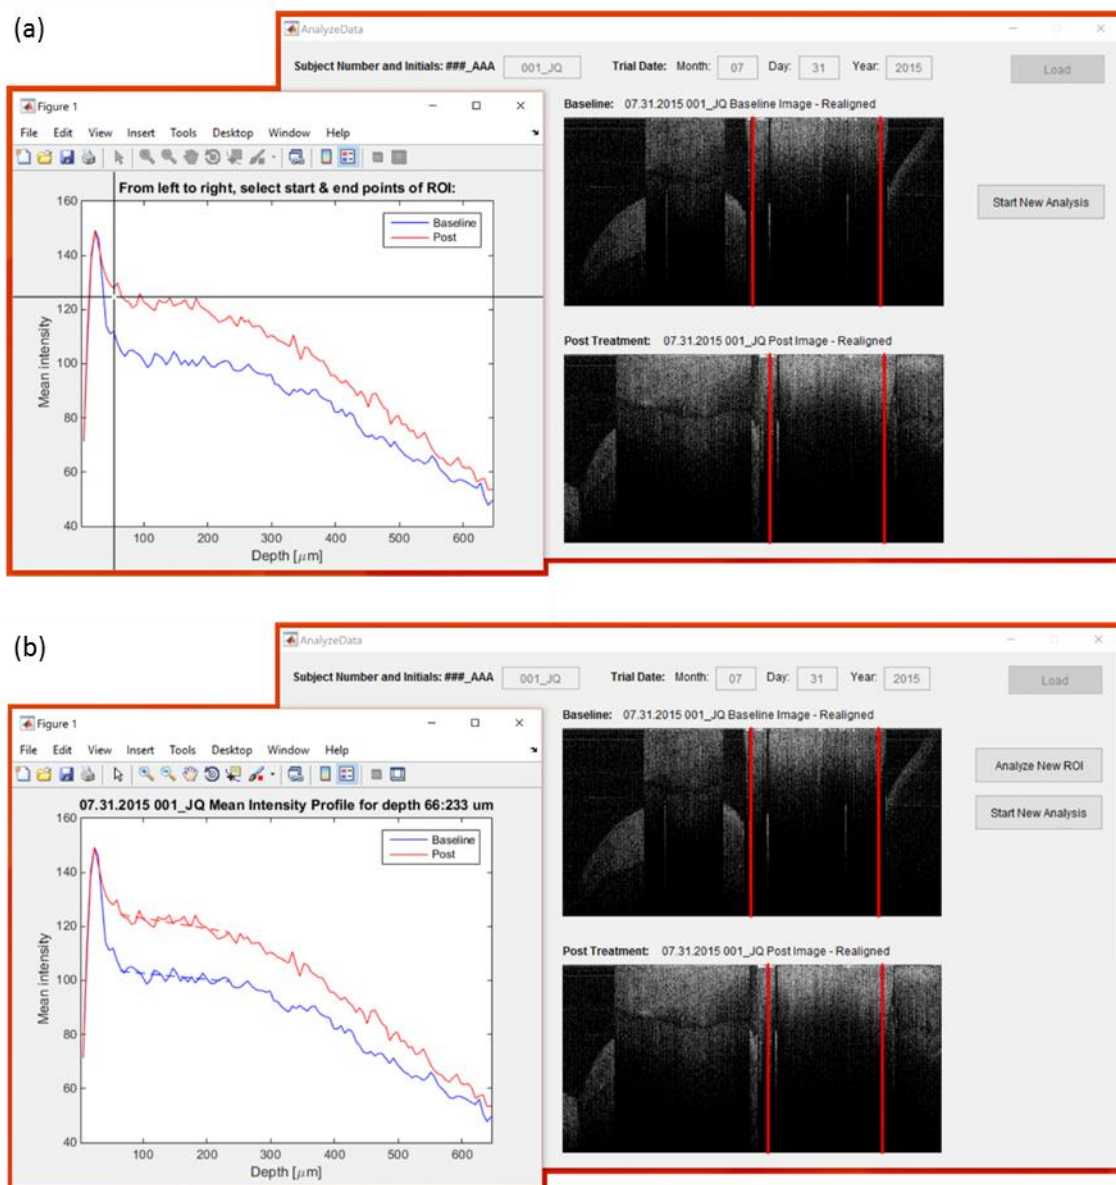 (a)
AnalyzeData
Subject Number and Initials: ###_AAA 001_JQ Trial Date: Month: 07 Day: 31 Year: 2015 Load
Baseline: 07.31.2015 001_JQ Baseline Image - Realigned
Start New Analysis
Post Treatment: 07.31.2015 001_JQ Post Image - Realigned
Figure 1
File Edit View Insert Tools Desktop Window Help
From left to right, select start & end points of ROI:
Baseline
Post
Mean intensity
160
140
120
100
80
60
40
100 200 300 400 500 600
Depth [μm]
(b)
AnalyzeData
Subject Number and Initials: ###_AAA 001_JQ Trial Date: Month: 07 Day: 31 Year: 2015 Load
Baseline: 07.31.2015 001_JQ Baseline Image - Realigned
Analyze New ROI
Start New Analysis
Post Treatment: 07.31.2015 001_JQ Post Image - Realigned
Figure 1
File Edit View Insert Tools Desktop Window Help
07.31.2015 001_JQ Mean Intensity Profile for depth 66:233 um
Baseline
Post
Mean intensity
160
140
120
100
80
60
40
100 200 300 400 500 600
Depth [μm]